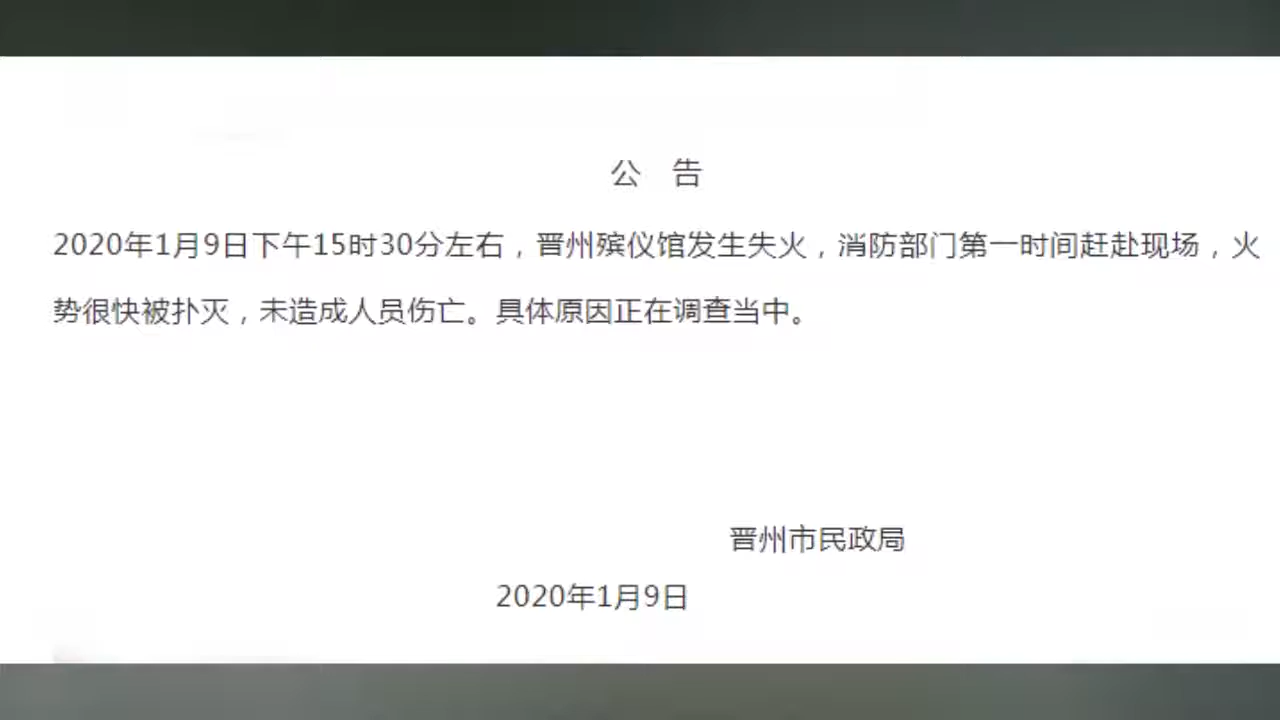 公 告
2020年1月9日下午15时30分左右，晋州殡仪馆发生失火，消防部门第一时间赶赴现场，火
势很快被扑灭，未造成人员伤亡。具体原因正在调查当中。
晋州市民政局
2020年1月9日